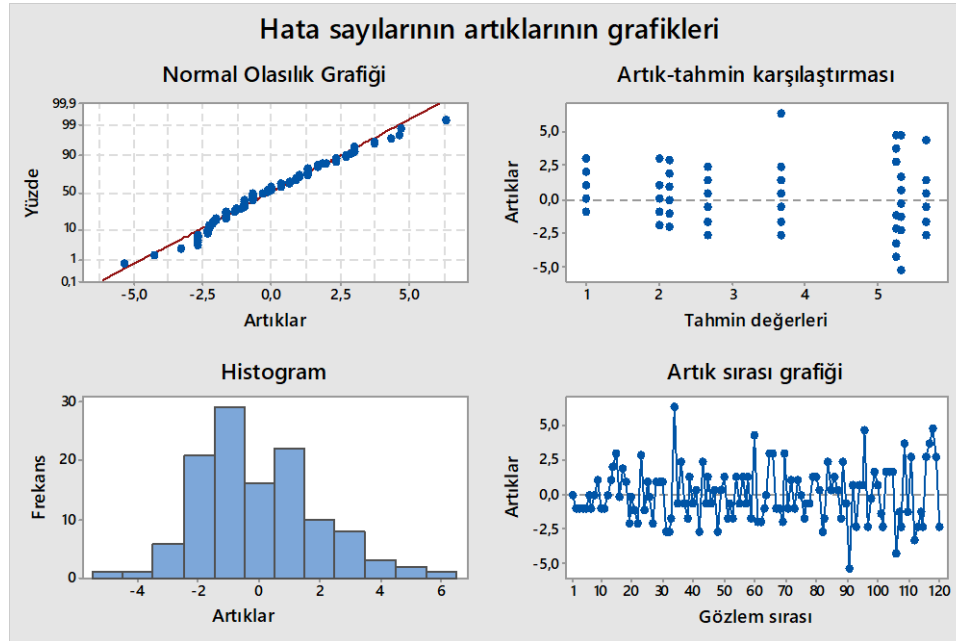 Hata sayılarının artıklarının grafikleri
Normal Olasılık Grafiği
99,9
99
90
50
10
1
0,1
Yüzde
-5,0 -2,5 0,0 2,5 5,0
Artıklar
Artık-tahmin karşılaştırması
5,0
2,5
0,0
-2,5
-5,0
Artıklar
1 2 3 4 5
Tahmin değerleri
Histogram
30
20
10
0
Frekans
-4 -2 0 2 4 6
Artıklar
Artık sırası grafiği
5,0
2,5
0,0
-2,5
-5,0
Artıklar
1 10 20 30 40 50 60 70 80 90 100 110 120
Gözlem sırası